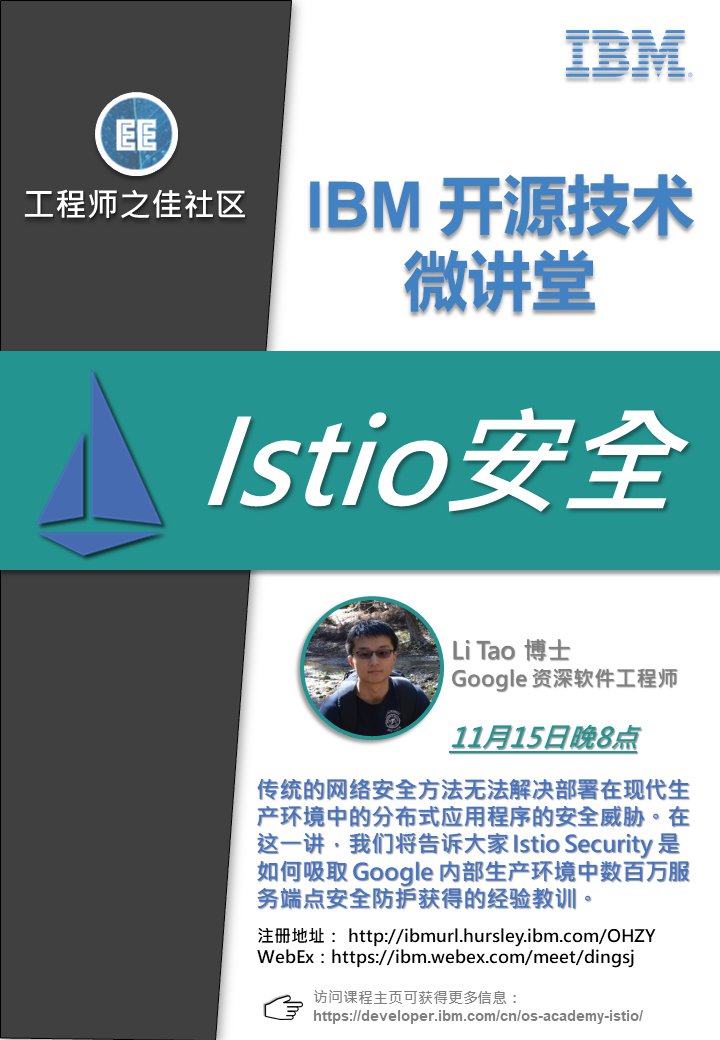 IBM
EE
工程师之佳社区
IBM 开源技术
微讲堂
Istio安全
Li Tao 博士
Google 资深软件工程师
11月15日晚8点
传统的网络安全方法无法解决部署在现代生
产环境中的分布式应用程序的安全威胁。在
这一讲，我们将告诉大家 Istio Security 是
如何吸取 Google 内部生产环境中数百万服
务端点安全防护获得的经验教训。
注册地址： http://ibmurl.hursley.ibm.com/OHZY
WebEx : https://ibm.webex.com/meet/dingsj
访问课程主页可获得更多信息：
https://developer.ibm.com/cn/os-academy-istio/